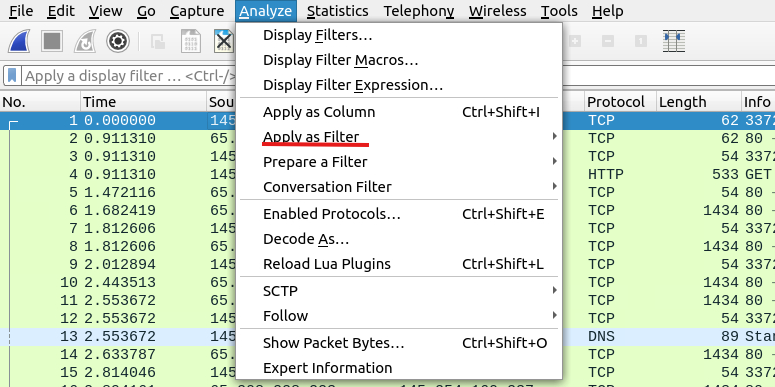 File Edit View Go Capture Analyze Statistics Telephony Wireless Tools Help
Apply a display filter … <Ctrl-/>
Display Filters…
Display Filter Macros…
Display Filter Expression…
Apply as Column Ctrl+Shift+I
Apply as Filter
Prepare a Filter
Conversation Filter
Enabled Protocols… Ctrl+Shift+E
Decode As…
Reload Lua Plugins Ctrl+Shift+L
SCTP
Follow
Show Packet Bytes… Ctrl+Shift+O
Expert Information
No. Time Sou Protocol Length Info
1 0.000000 145 TCP 62 3372
2 0.911310 65. TCP 62 80
3 0.911310 145 TCP 54 3372
4 0.911310 145 HTTP 533 GET
5 1.472116 65. TCP 54 80
6 1.682419 65. TCP 1434 80
7 1.812606 145 TCP 54 3372
8 1.812606 65. TCP 1434 80
9 2.012894 145 TCP 54 3372
10 2.443513 65. TCP 1434 80
11 2.553672 65. TCP 1434 80
12 2.553672 145 TCP 54 3372
13 2.553672 145 DNS 89 Stan
14 2.633787 65. TCP 1434 80
15 2.814046 145 TCP 54 3372